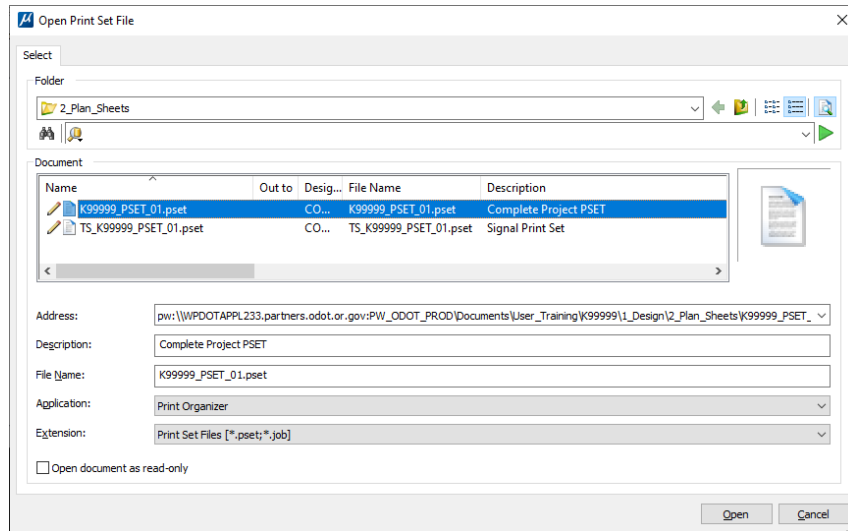 Open Print Set File
Select
Folder
2_Plan_Sheets
Document
Name Out to Desig... File Name Description
K99999_PSET_01.pset CO... K99999_PSET_01.pset Complete Project PSET
TS_K99999_PSET_01.pset CO... TS_K99999_PSET_01.pset Signal Print Set
Address: pw:\\WPDOTAPPL233.partners.odot.or.gov:PW_ODOT_PROD\Documents\User_Training\K99999\1_Design\2_Plan_Sheets\K99999_PSET_
Description: Complete Project PSET
File Name: K99999_PSET_01.pset
Application: Print Organizer
Extension: Print Set Files [*.pset;*.job]
Open document as read-only
Open Cancel